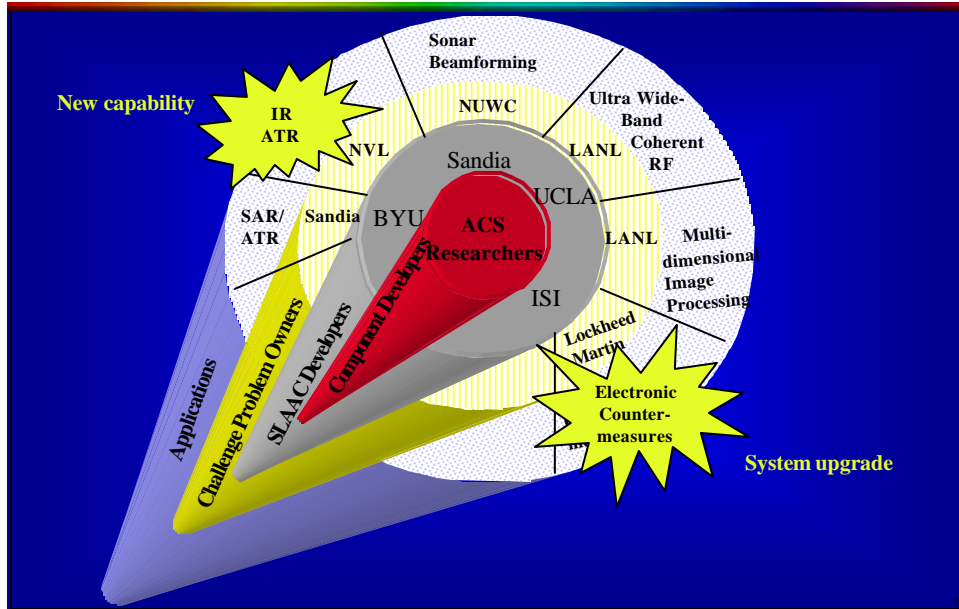 Sonar
Beamforming
New capability
IR
ATR
NUWC
Ultra Wide-
Band
Coherent
RF
NVL
LANL
Sandia
UCLA
SAR/
ATR
Sandia
BYU
ACS
Researchers
LANL
Multi-
dimensional
Image
Processing
ISI
Lockheed
Martin
Component Developers
SLAAC Developers
Challenge Problem Owners
Applications
Electronic
Counter-
measures
System upgrade